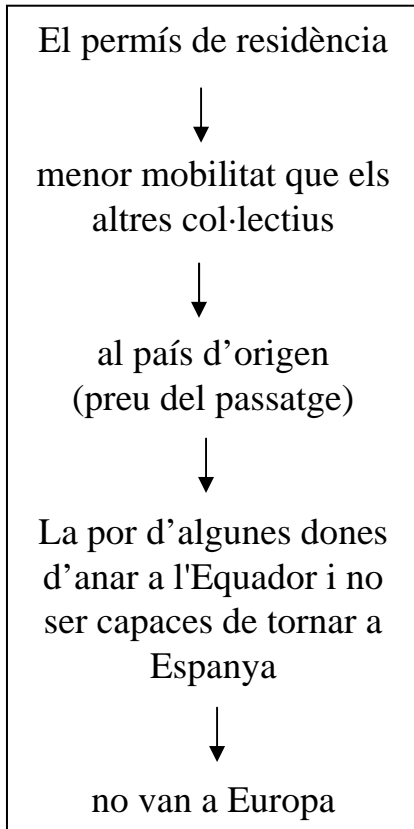 El permís de residència
menor mobilitat que els
altres col·lectius
al país d’origen
(preu del passatge)
La por d’algunes dones
d’anar a l'Equador i no
ser capaces de tornar a
Espanya
no van a Europa